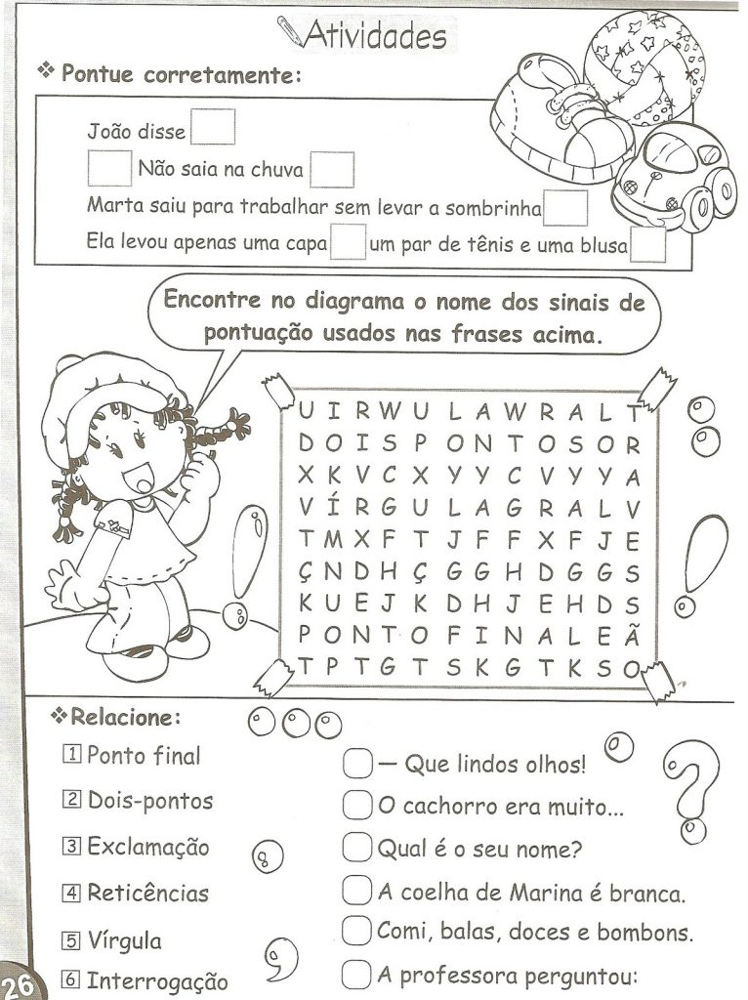 Atividades
❖ Pontue corretamente:
João disse
Não saia na chuva
Marta saiu para trabalhar sem levar a sombrinha
Ela levou apenas uma capa um par de tênis e uma blusa
Encontre no diagrama o nome dos sinais de
pontuação usados nas frases acima.
U I R W U L A W R A L T
D O I S P O N T O S O R
X K V C X Y Y C V Y Y A
V Í R G U L A G R A L V
T M X F T J F F X F J E
Ç N D H Ç G G H D G G S
K U E J K D H J E H D S
P O N T O F I N A L E Ã
T P T G T S K G T K S O
❖ Relacione:
1 Ponto final
2 Dois-pontos
3 Exclamação
4 Reticências
5 Vírgula
6 Interrogação
— Que lindos olhos!
O cachorro era muito...
Qual é o seu nome?
A coelha de Marina é branca.
Comi, balas, doces e bombons.
A professora perguntou:
26